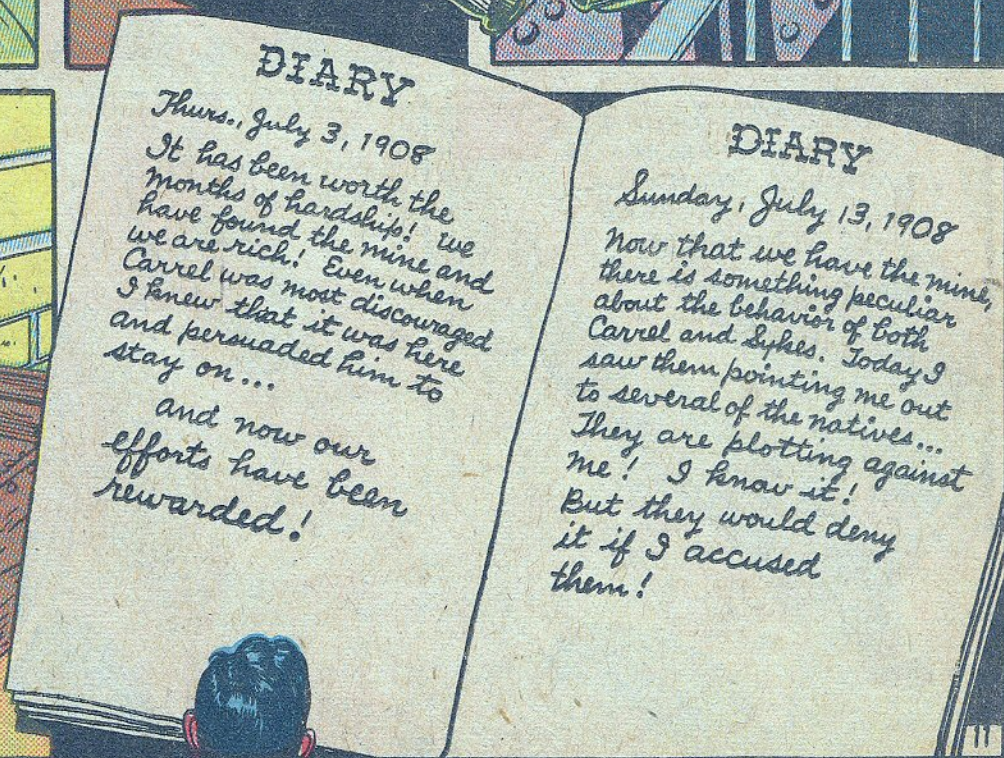 DIARY
Thurs., July 3, 1908
It has been worth the
months of hardship! We
have found the mine and
we are rich! Even when
Carrel was most discouraged
I knew that it was here
and persuaded him to
stay on...
and now our
efforts have been
rewarded!
DIARY
Sunday, July 13, 1908
Now that we have the mine,
there is something peculiar
about the behavior of both
Carrel and Sykes. Today I
saw them pointing me out
to several of the natives...
They are plotting against
me! I know it!
But they would deny
it if I accused
them!
11